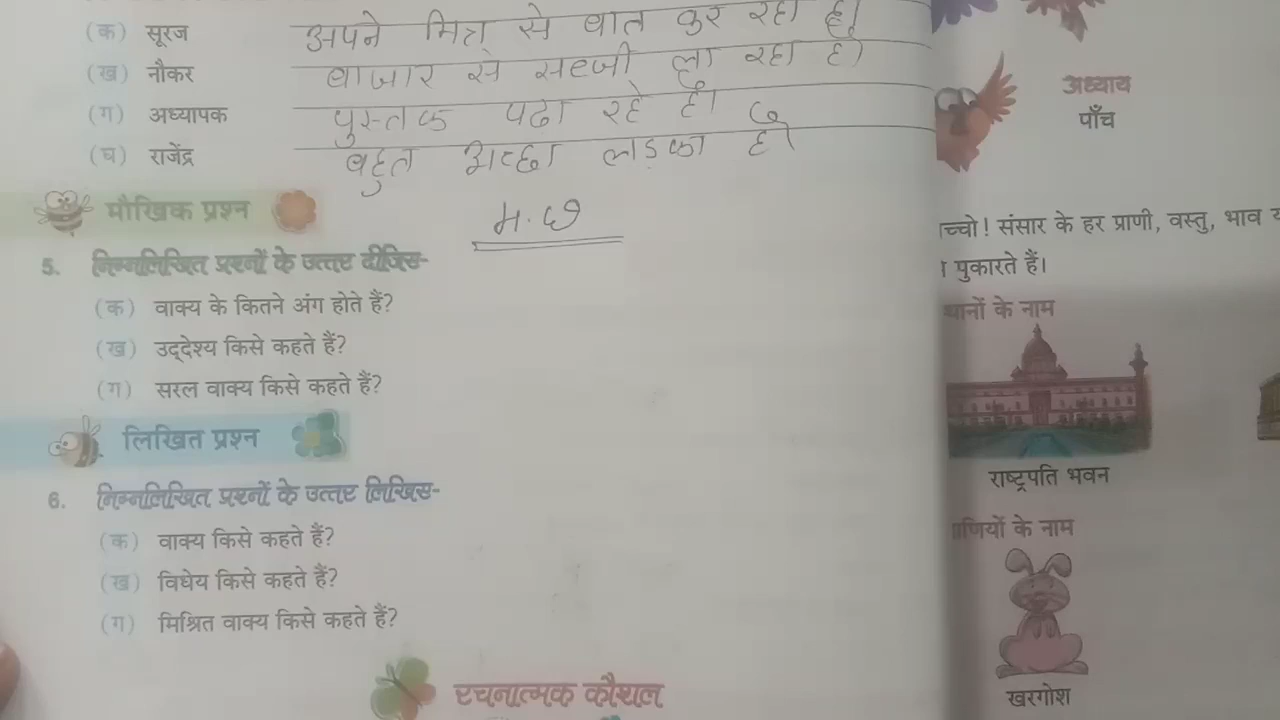 (क) सूरज अपने मित्र से बात कर रहा है।
(ख) नौकर बाजार से सब्जी ला रहा है।
(ग) अध्यापक पुस्तक पढा रहे हैं।
(घ) राजेंद्र बहुत अच्छा लड़का है।
मौखिक प्रश्न
5. निम्नलिखित प्रश्नों के उत्तर दीजिए-
(क) वाक्य के कितने अंग होते हैं?
(ख) उद्देश्य किसे कहते हैं?
(ग) सरल वाक्य किसे कहते हैं?
लिखित प्रश्न
6. निम्नलिखित प्रश्नों के उत्तर लिखिए-
(क) वाक्य किसे कहते हैं?
(ख) विधेय किसे कहते हैं?
(ग) मिश्रित वाक्य किसे कहते हैं?
रचनात्मक कौशल
अध्याय
पाँच
च्चो! संसार के हर प्राणी, वस्तु, भाव
पुकारते हैं।
थानों के नाम
राष्ट्रपति भवन
णियों के नाम
खरगोश